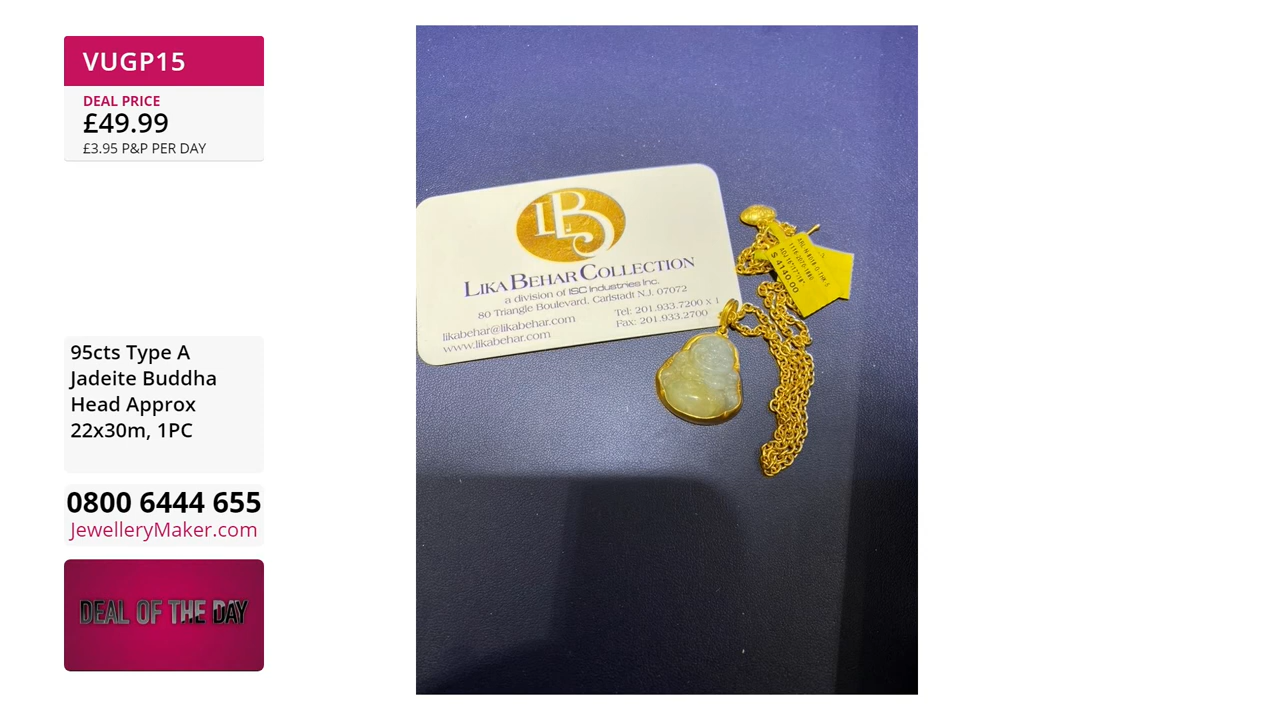 VUGP15
DEAL PRICE
£49.99
£3.95 P&P PER DAY
95cts Type A
Jadeite Buddha
Head Approx
22x30m, 1PC
0800 6444 655
JewelleryMaker.com
DEAL OF THE DAY
LB
LIKA BEHAR COLLECTION
a division of ISC Industries Inc.
80 Triangle Boulevard, Carlstadt N.J. 07072
likabehar@likabehar.com
www.likabehar.com
Tel: 201.933.7200 x 1
Fax: 201.933.2700
$ 4140.00